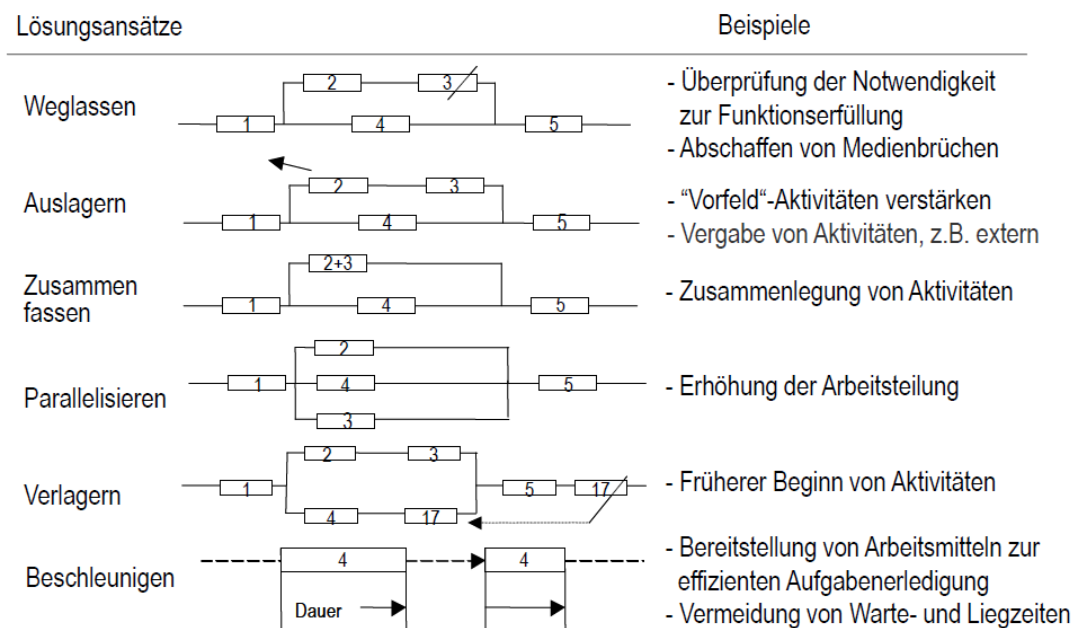 Lösungsansätze Beispiele
Weglassen
2 3
1 4 5
- Überprüfung der Notwendigkeit
zur Funktionserfüllung
- Abschaffen von Medienbrüchen
Auslagern
2 3
1 4 5
- “Vorfeld“-Aktivitäten verstärken
- Vergabe von Aktivitäten, z.B. extern
Zusammen
fassen
2+3
1 4 5
- Zusammenlegung von Aktivitäten
Parallelisieren
2
1 4 5
3
- Erhöhung der Arbeitsteilung
Verlagern
2 3
1 5 17
4 17
- Früherer Beginn von Aktivitäten
Beschleunigen
4 4
Dauer
- Bereitstellung von Arbeitsmitteln zur
effizienten Aufgabenerledigung
- Vermeidung von Warte- und Liegzeiten